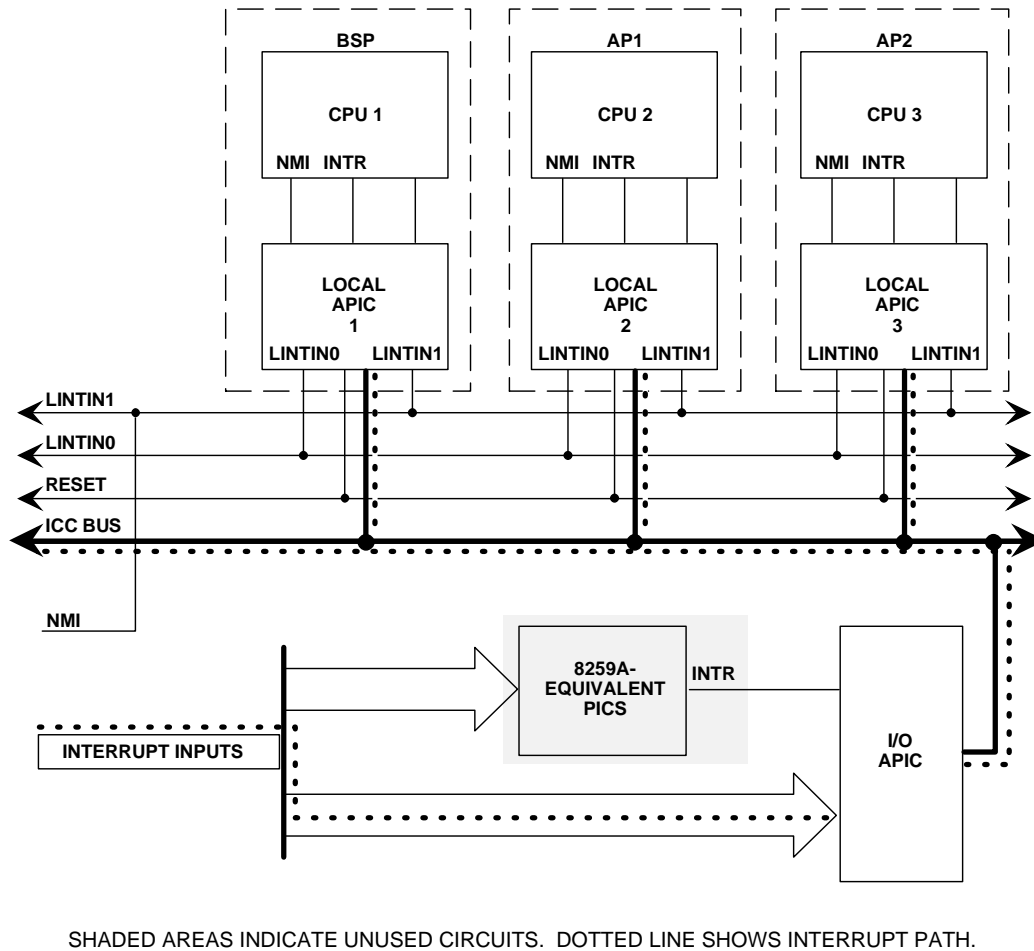 BSP AP1 AP2
CPU 1 CPU 2 CPU 3
NMI INTR NMI INTR NMI INTR
LOCAL APIC 1
LOCAL APIC 2
LOCAL APIC 3
LINTIN0 LINTIN1 LINTIN0 LINTIN1 LINTIN0 LINTIN1
LINTIN1
LINTIN0
RESET
ICC BUS
NMI
8259A-
EQUIVALENT
PICS
INTR
INTERRUPT INPUTS
I/O
APIC
SHADED AREAS INDICATE UNUSED CIRCUITS. DOTTED LINE SHOWS INTERRUPT PATH.